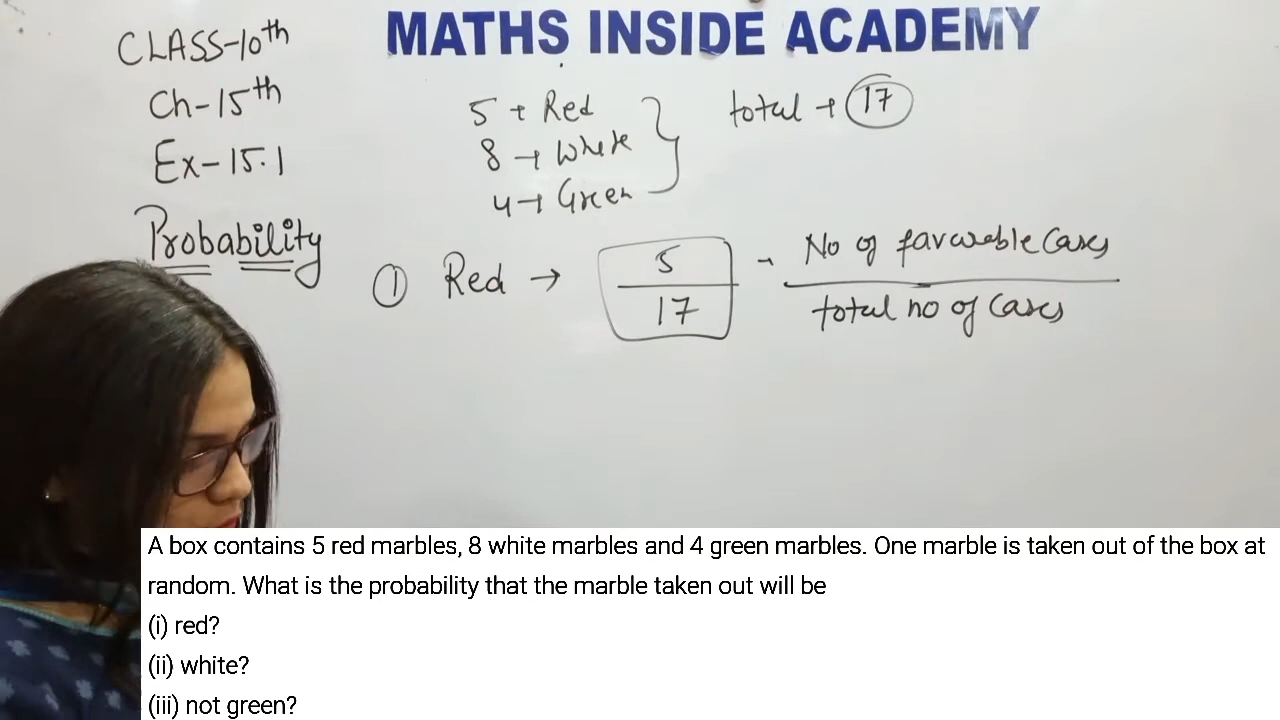 MATHS INSIDE ACADEMY
CLASS-10th
Ch-15th
Ex-15.1
Probability
5 → Red
8 → White
4 → Green
total → 17
① Red → 5/17 - No of favourable Cases / total no of Cases
A box contains 5 red marbles, 8 white marbles and 4 green marbles. One marble is taken out of the box at
random. What is the probability that the marble taken out will be
(i) red?
(ii) white?
(iii) not green?